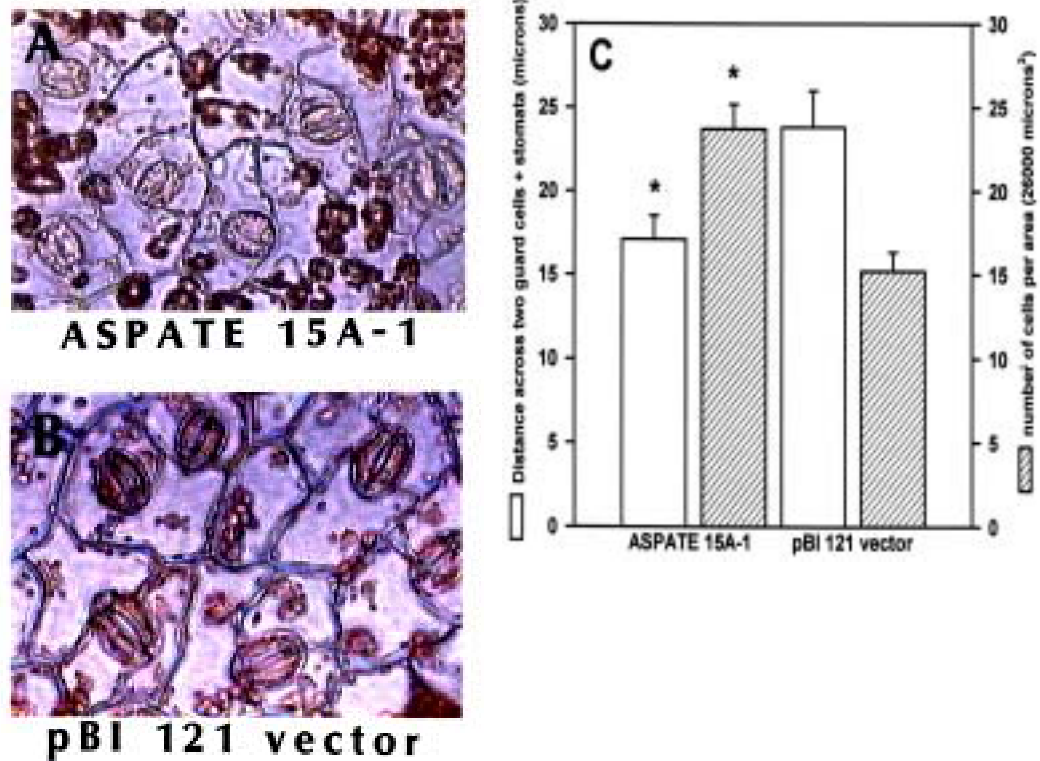 A
ASPATE 15A-1
B
pBI 121 vector
C
Distance across two guard cells + stomata (microns)
30
25
20
15
10
5
0
*
*
ASPATE 15A-1
pBI 121 vector
30
25
20
15
10
5
0
number of cells per area (26000 microns²)